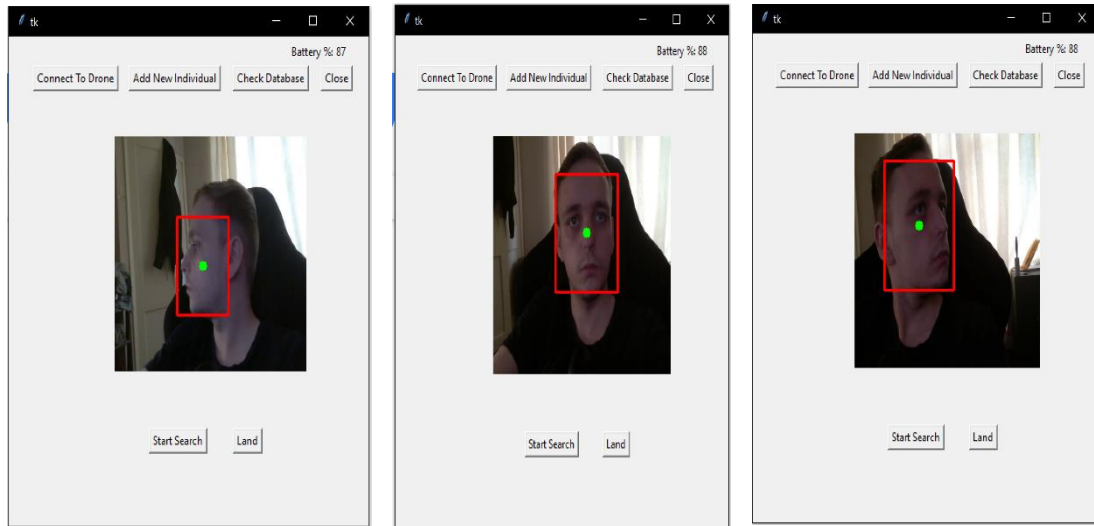 tk
Battery %: 87
Connect To Drone Add New Individual Check Database Close
Start Search Land
tk
Battery %: 88
Connect To Drone Add New Individual Check Database Close
Start Search Land
tk
Battery %: 88
Connect To Drone Add New Individual Check Database Close
Start Search Land